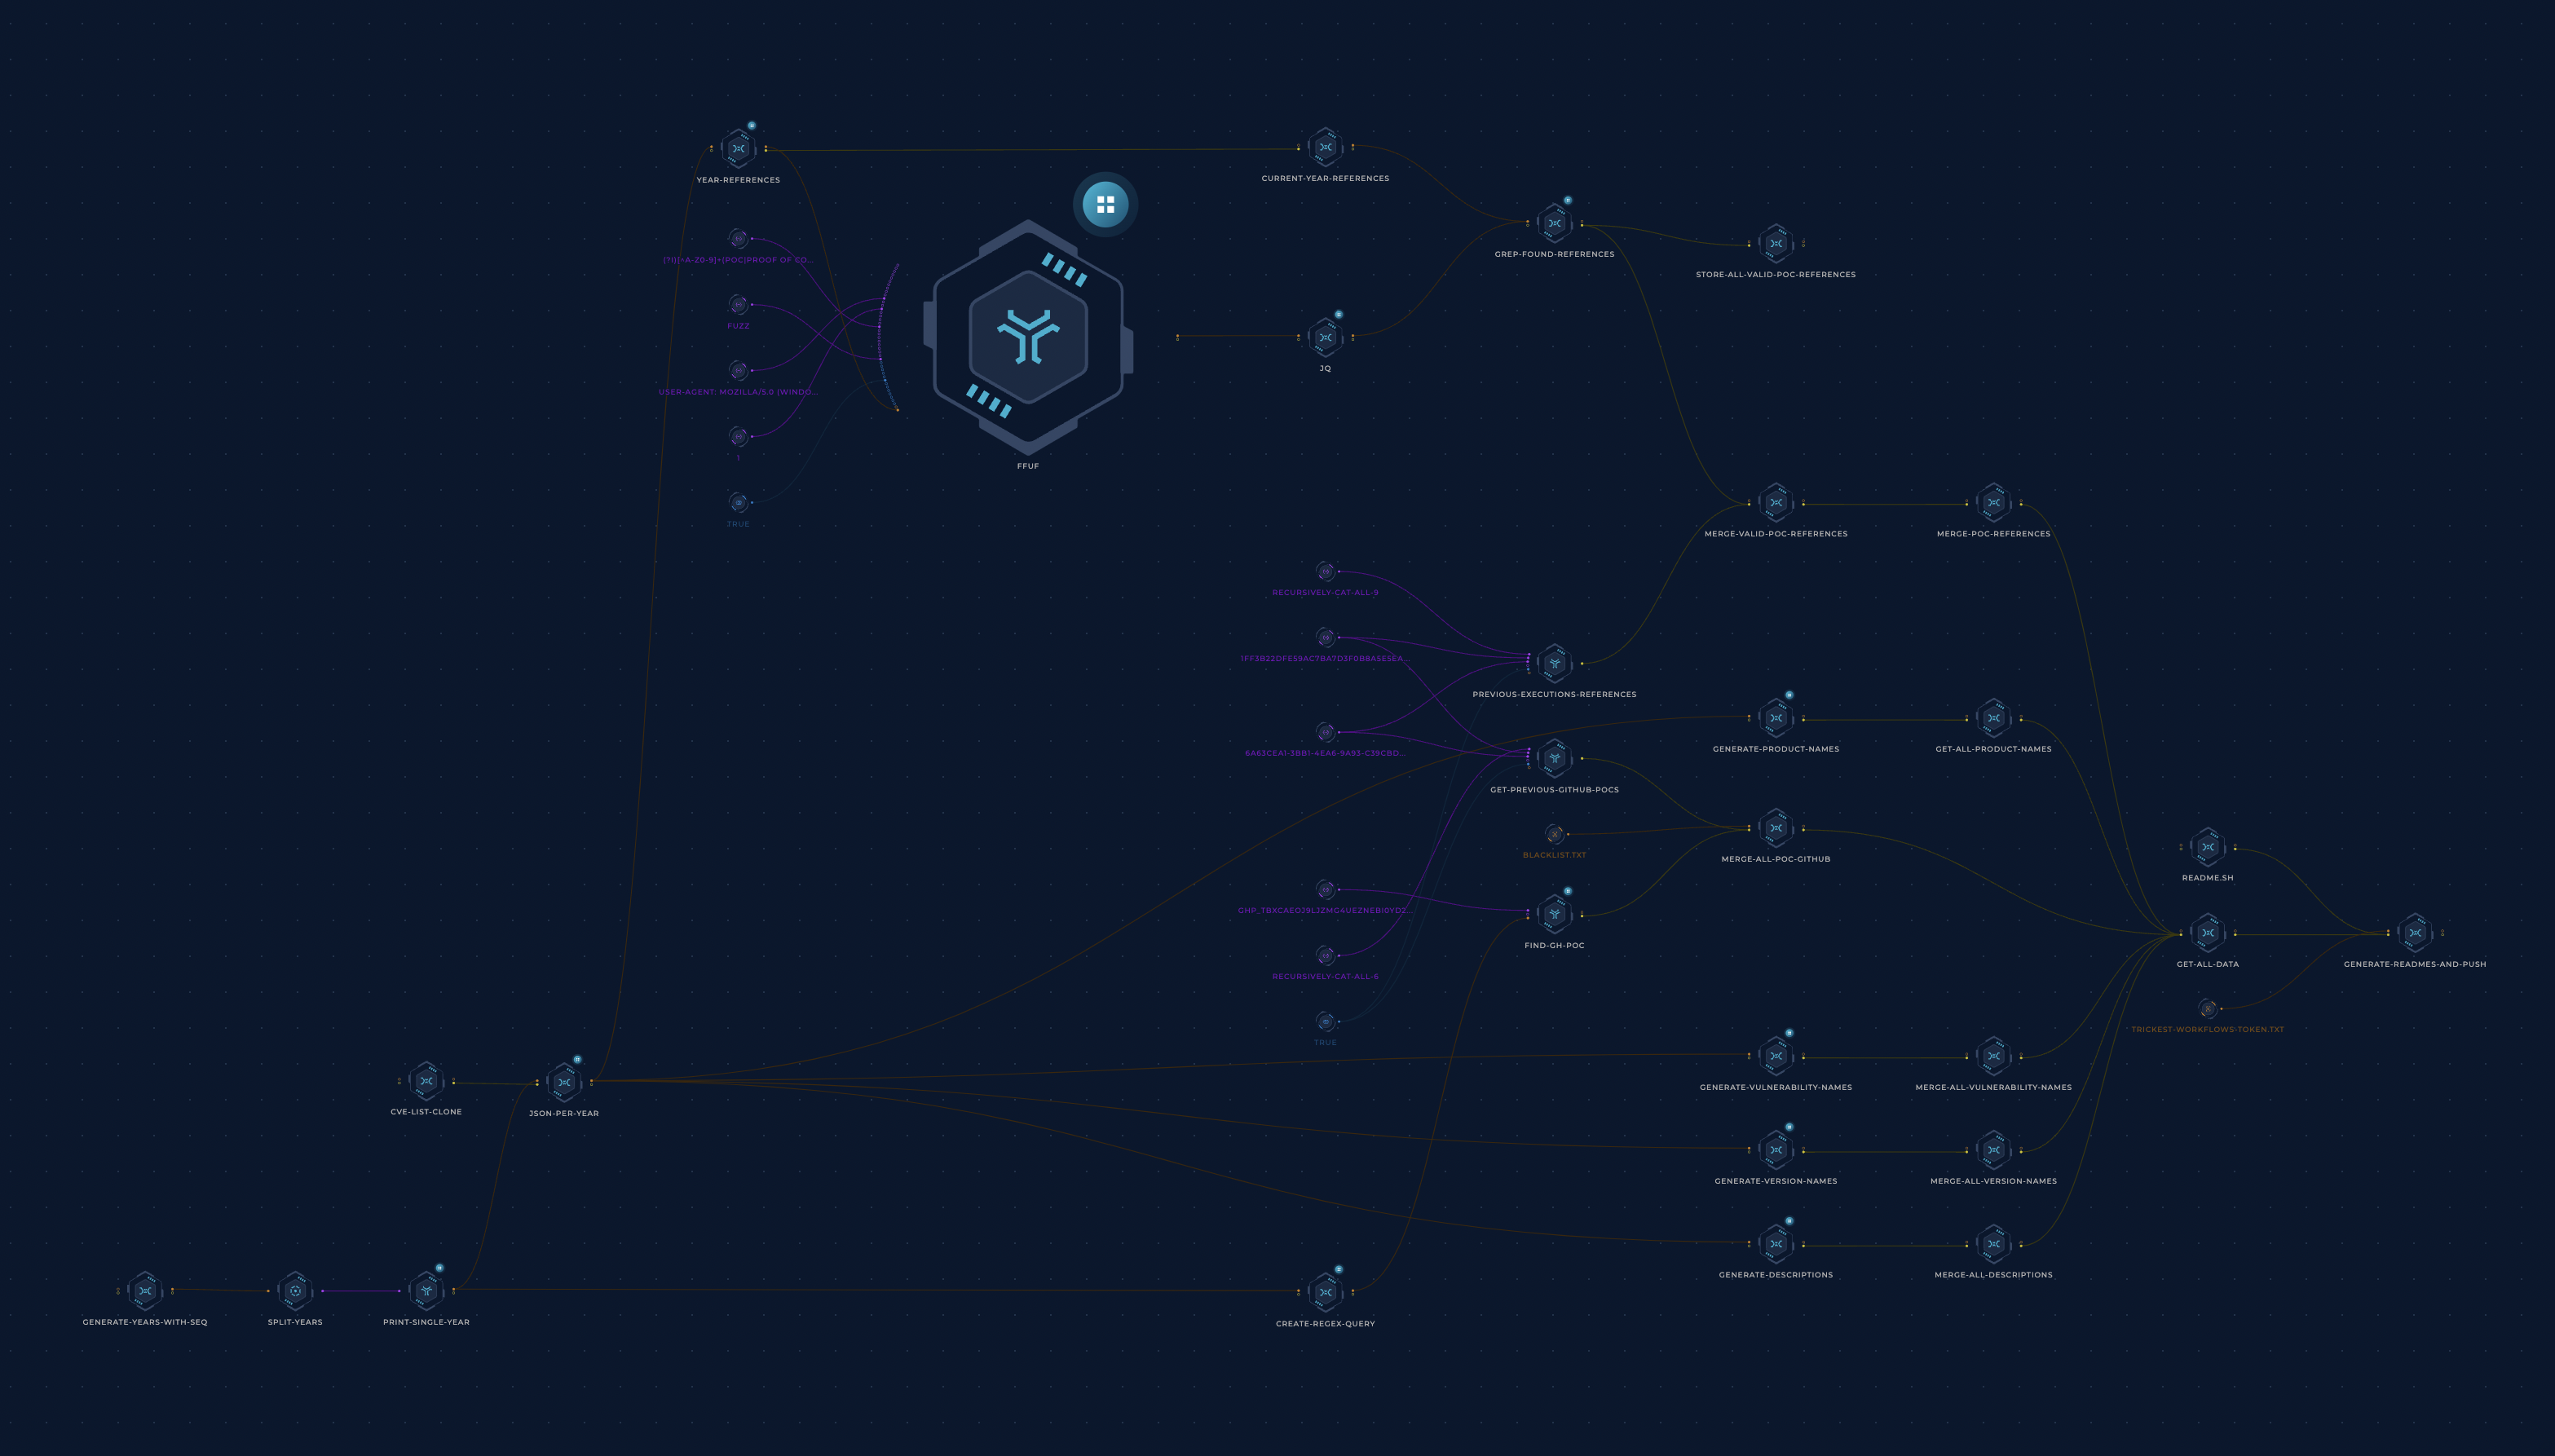 YEAR-REFERENCES
CURRENT-YEAR-REFERENCES
GREP-FOUND-REFERENCES
(POC|PROOF OF CO...
STORE-ALL-VALID-POC-REFERENCES
FUZZ
JQ
USER-AGENT: MOZILLA/5.0 (WINDO...
1
FFUF
TRUE
MERGE-VALID-POC-REFERENCES
MERGE-POC-REFERENCES
RECURSIVELY-CAT-ALL-9
PREVIOUS-EXECUTIONS-REFERENCES
GENERATE-PRODUCT-NAMES
GET-ALL-PRODUCT-NAMES
6A63CEA1-3BB1-4EA6-9A93-C39CBD...
GET-PREVIOUS-GITHUB-POCS
BLACKLIST.TXT
MERGE-ALL-POC-GITHUB
README.SH
FIND-GH-POC
GET-ALL-DATA
GENERATE-READMES-AND-PUSH
RECURSIVELY-CAT-ALL-6
TRICKEST-WORKFLOWS-TOKEN.TXT
TRUE
GENERATE-VULNERABILITY-NAMES
MERGE-ALL-VULNERABILITY-NAMES
CVE-LIST-CLONE
JSON-PER-YEAR
GENERATE-VERSION-NAMES
MERGE-ALL-VERSION-NAMES
GENERATE-DESCRIPTIONS
MERGE-ALL-DESCRIPTIONS
GENERATE-YEARS-WITH-SEQ
SPLIT-YEARS
PRINT-SINGLE-YEAR
CREATE-REGEX-QUERY